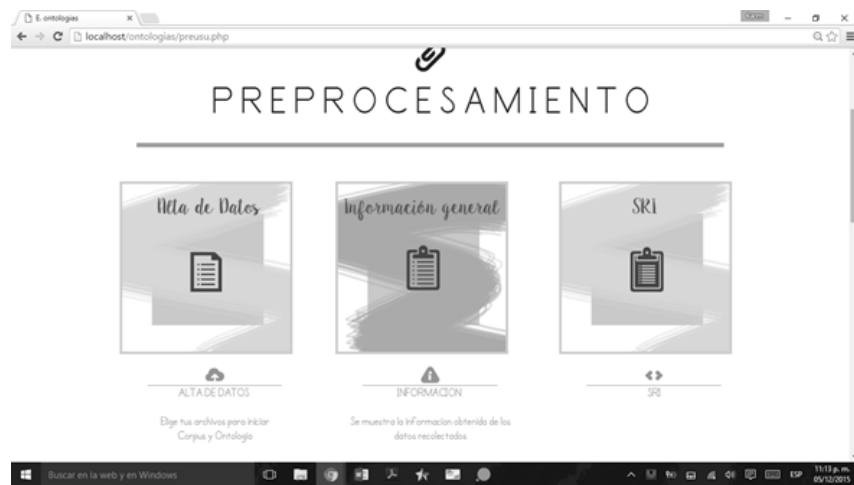 E. ontologias
localhost/ontologias/preusu.php
PREPROCESAMIENTO
Alta de Datos
Información general
SRI
ALTA DE DATOS
INFORMACION
SRI
Elige tus archivos para iniciar
Corpus y Ontología
Se muestra la informacion obtenida de los
datos recolectados
Buscar en la web y en Windows
ESP
11:13 p. m.
05/12/2015